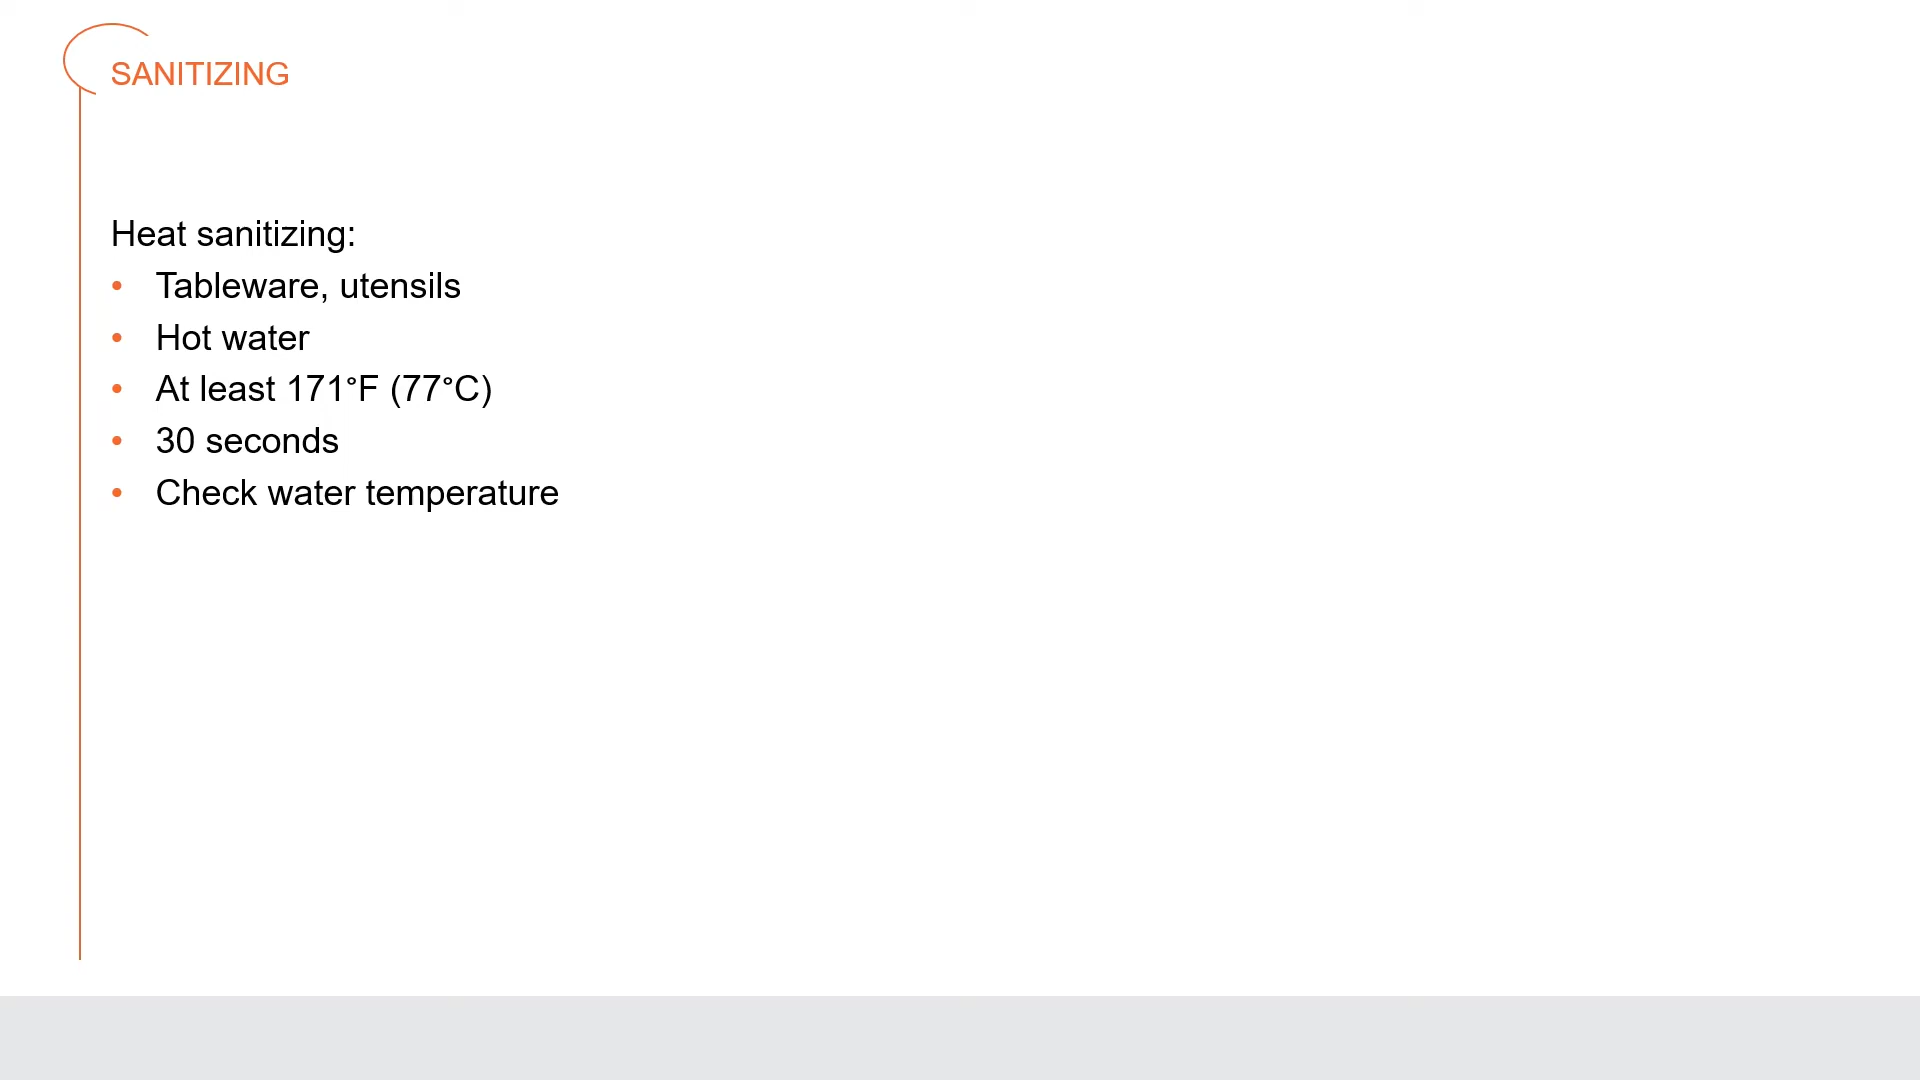 SANITIZING
Heat sanitizing:
• Tableware, utensils
• Hot water
• At least 171°F (77°C)
• 30 seconds
• Check water temperature